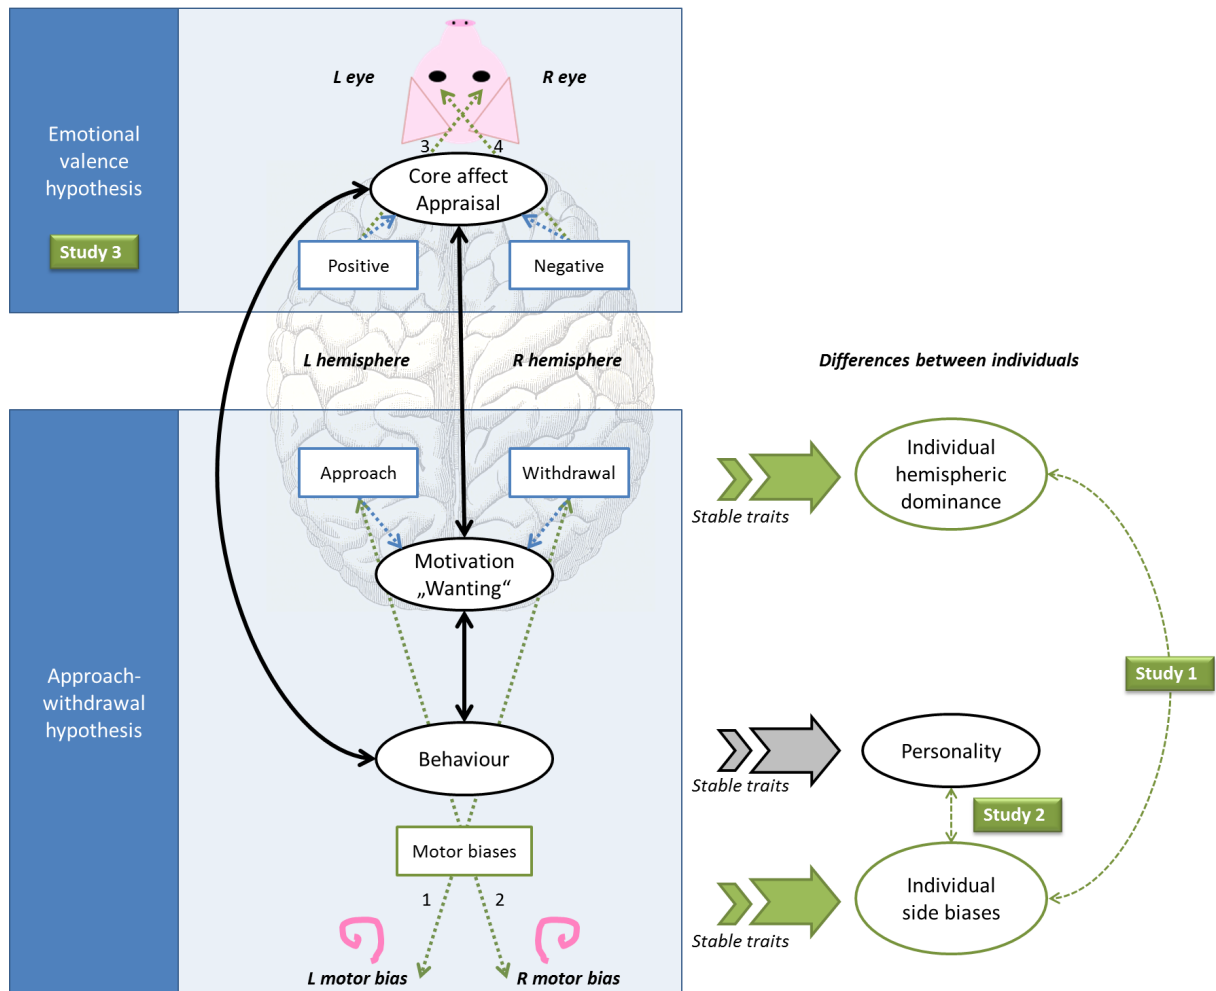 L eye
R eye
Emotional
valence
hypothesis
Study 3
3
4
Core affect
Appraisal
Positive
Negative
L hemisphere
R hemisphere
Differences between individuals
Approach
Withdrawal
Stable traits
Individual
hemispheric
dominance
Motivation
„Wanting“
Approach-
withdrawal
hypothesis
Study 1
Behaviour
Stable traits
Personality
Study 2
Motor biases
1
2
Stable traits
Individual
side biases
L motor bias
R motor bias